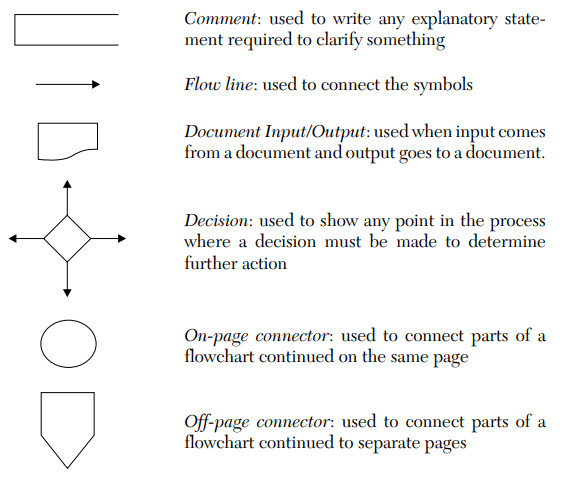 Comment: used to write any explanatory state-
ment required to clarify something
Flow line: used to connect the symbols
Document Input/Output: used when input comes
from a document and output goes to a document.
Decision: used to show any point in the process
where a decision must be made to determine
further action
On-page connector: used to connect parts of a
flowchart continued on the same page
Off-page connector: used to connect parts of a
flowchart continued to separate pages